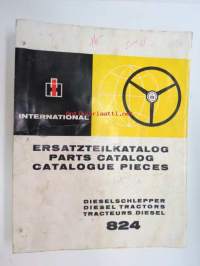 INTERNATIONAL
ERSATZTEILKATALOG
PARTS CATALOG
CATALOGUE PIECES
DIESELSCHLEPPER
DIESEL TRACTORS
TRACTEURS DIESEL
824